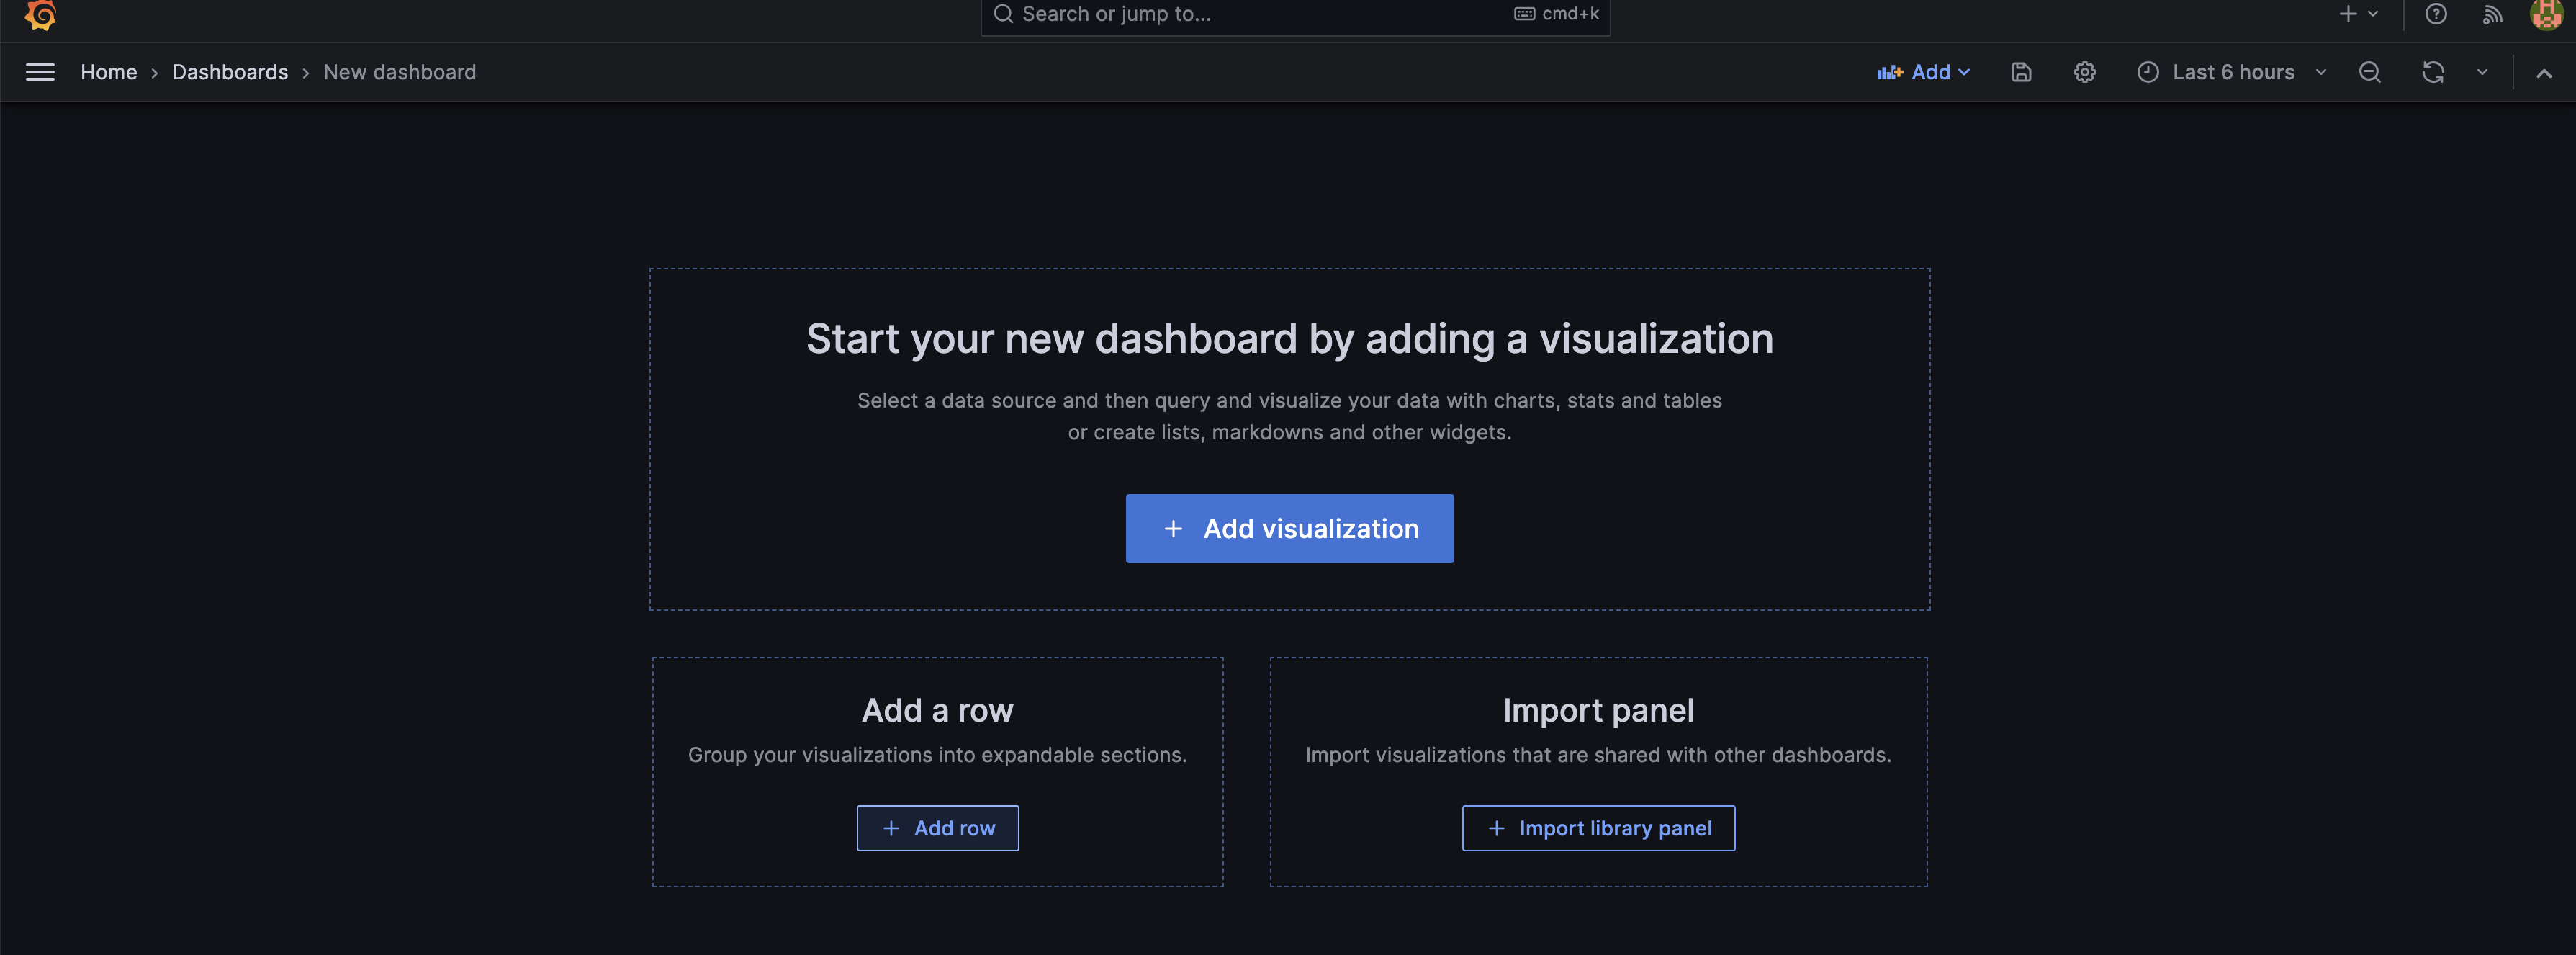 Search or jump to...
cmd+k
Home
Dashboards
New dashboard
Add
Last 6 hours
Start your new dashboard by adding a visualization
Select a data source and then query and visualize your data with charts, stats and tables
or create lists, markdowns and other widgets.
Add visualization
Add a row
Group your visualizations into expandable sections.
Add row
Import panel
Import visualizations that are shared with other dashboards.
Import library panel